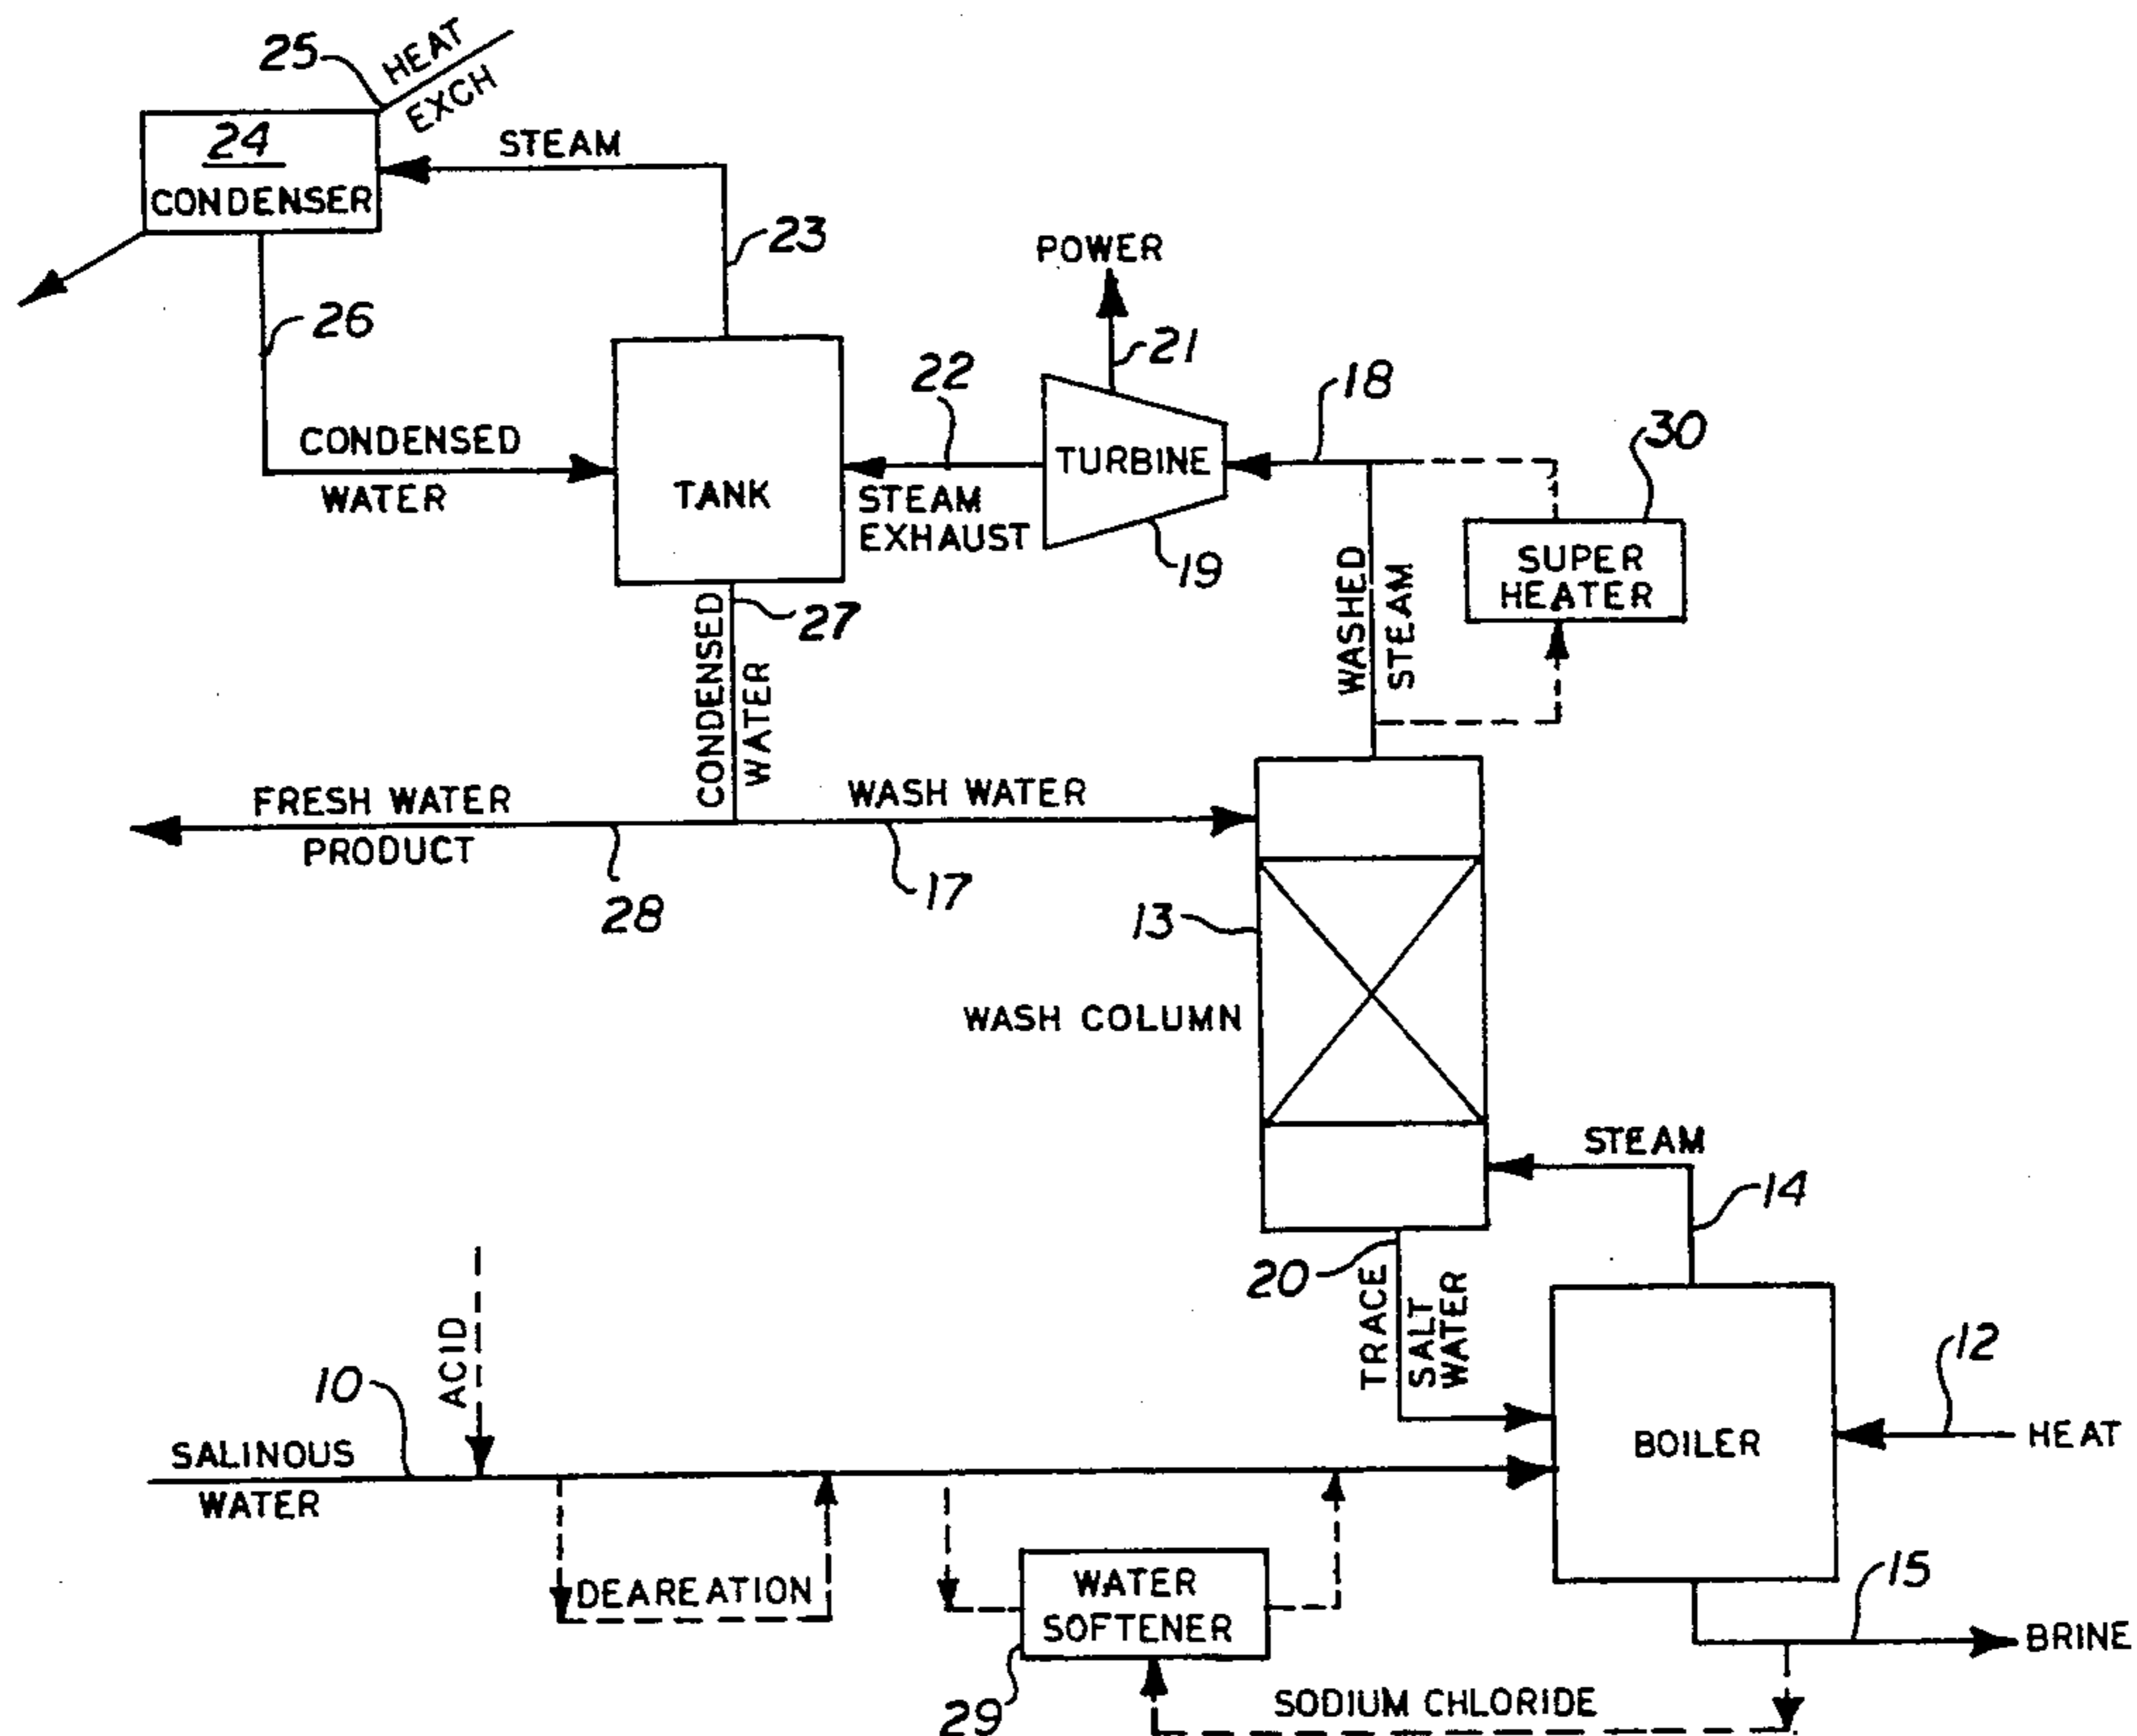 25
HEAT
EXCH
24
CONDENSER
STEAM
23
26
CONDENSED
WATER
TANK
POWER
21
22
STEAM
EXHAUST
TURBINE
19
18
30
SUPER
HEATER
WASHED
STEAM
27
CONDENSED
WATER
FRESH WATER
PRODUCT
28
WASH WATER
17
13
WASH COLUMN
STEAM
14
20
TRACE
SALT
WATER
ACID
10
SALINOUS
WATER
DEAREATION
WATER
SOFTENER
29
BOILER
12
HEAT
15
BRINE
SODIUM CHLORIDE